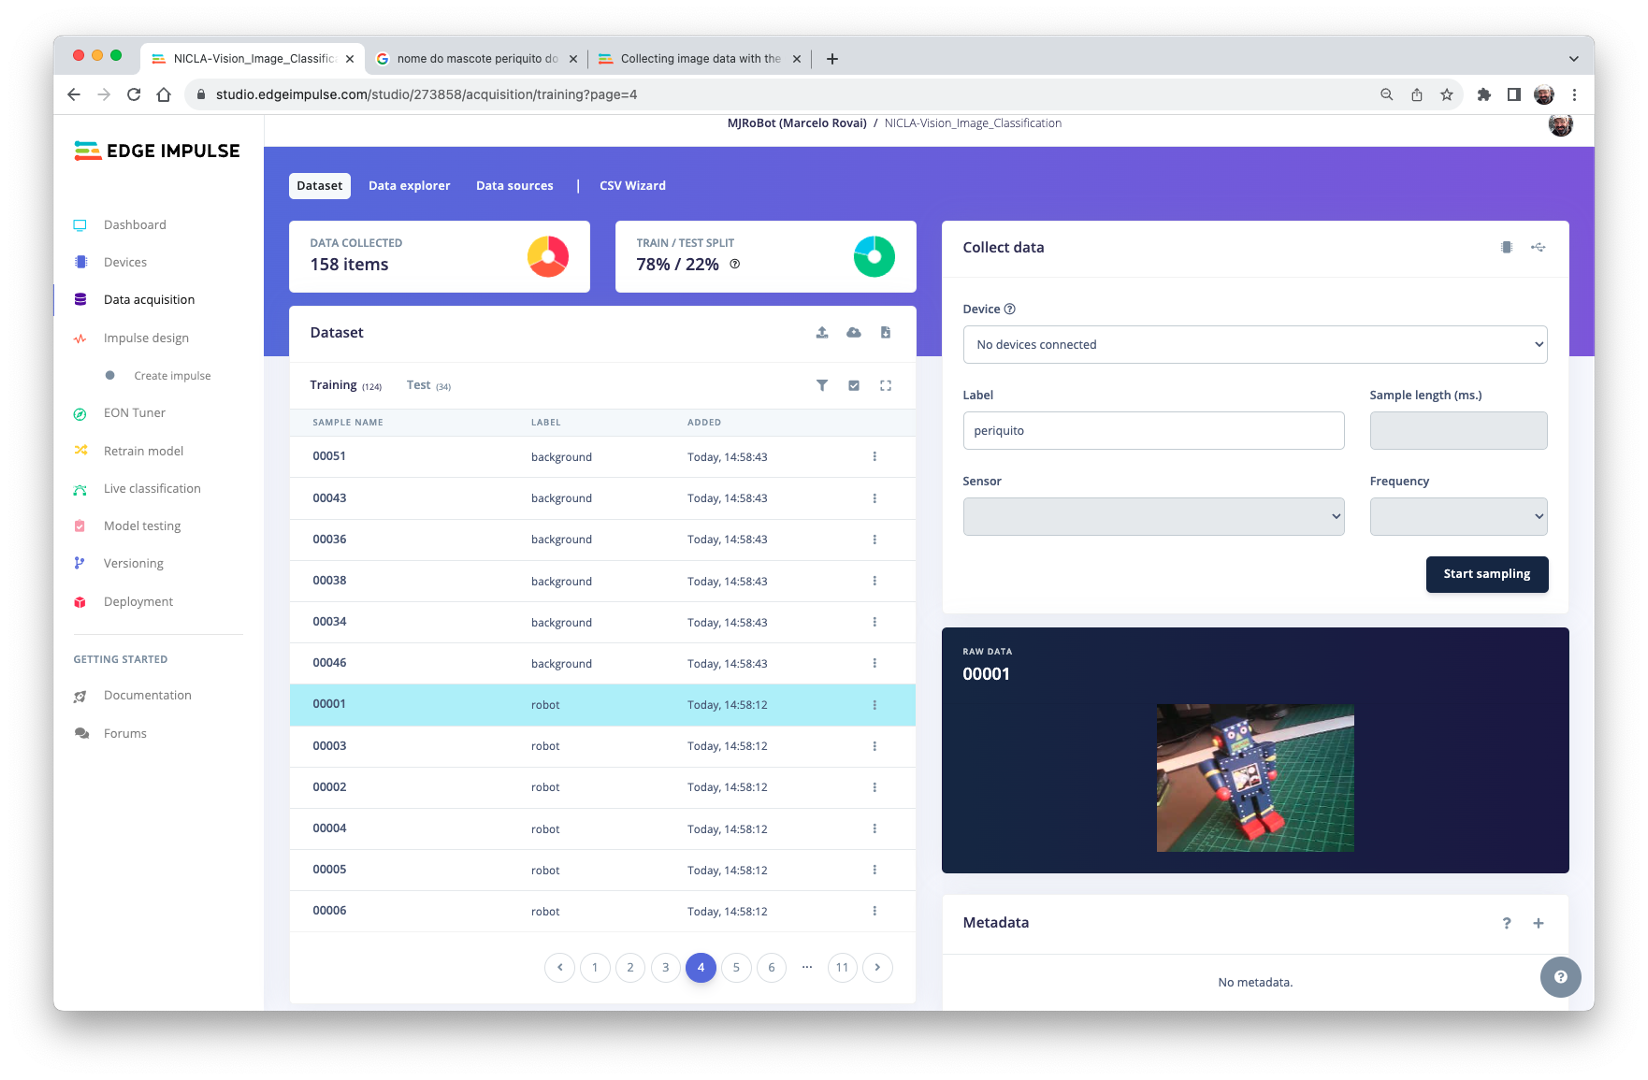 NICLA-Vision_Image_Classific
nome do mascote periquito do
Collecting image data with the
studio.edgeimpulse.com/studio/273858/acquisition/training?page=4
MJRoBot (Marcelo Rovai) / NICLA-Vision_Image_Classification
EDGE IMPULSE
Dashboard
Devices
Data acquisition
Impulse design
Create impulse
EON Tuner
Retrain model
Live classification
Model testing
Versioning
Deployment
GETTING STARTED
Documentation
Forums
Dataset Data explorer Data sources | CSV Wizard
DATA COLLECTED
158 items
TRAIN / TEST SPLIT
78% / 22%
Dataset
Training (124) Test (34)
SAMPLE NAME LABEL ADDED
00051 background Today, 14:58:43
00043 background Today, 14:58:43
00036 background Today, 14:58:43
00038 background Today, 14:58:43
00034 background Today, 14:58:43
00046 background Today, 14:58:43
00001 robot Today, 14:58:12
00003 robot Today, 14:58:12
00002 robot Today, 14:58:12
00004 robot Today, 14:58:12
00005 robot Today, 14:58:12
00006 robot Today, 14:58:12
1 2 3 4 5 6 ... 11
Collect data
Device
No devices connected
Label Sample length (ms.)
periquito
Sensor Frequency
Start sampling
RAW DATA
00001
Metadata
No metadata.